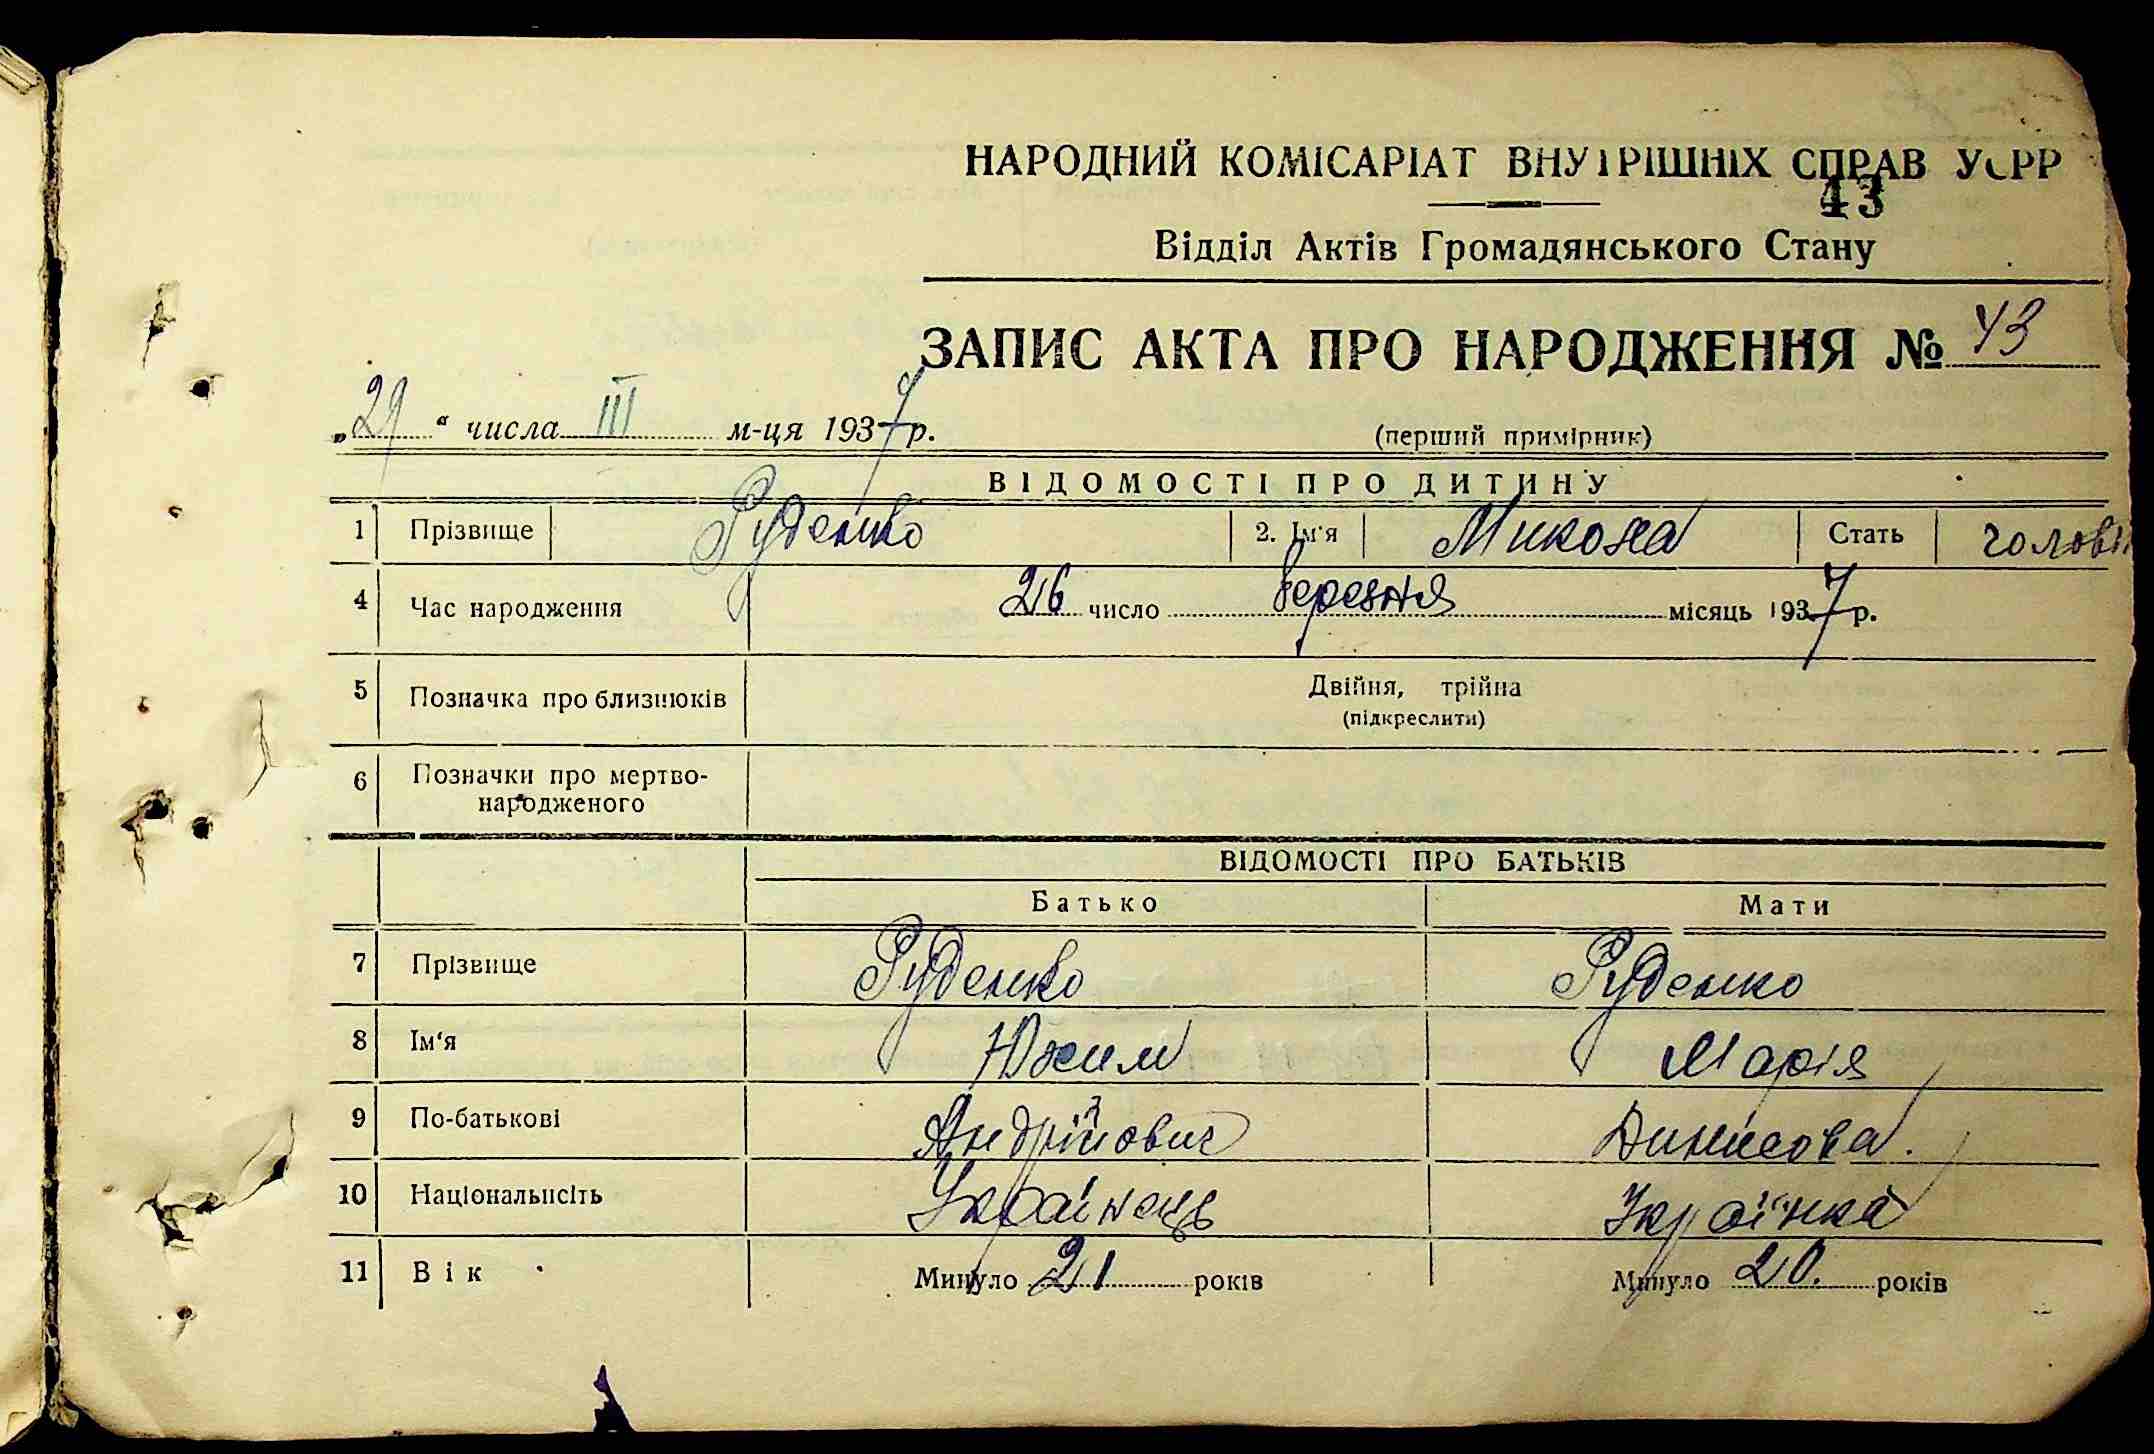 НАРОДНИЙ КОМІСАРІАТ ВНУТРІШНІХ СПРАВ УСРР
43
Відділ Актів Громадянського Стану
ЗАПИС АКТА ПРО НАРОДЖЕННЯ № 43
„29“ числа III м-ця 1937 р. (перший примірник)
ВІДОМОСТІ ПРО ДИТИНУ
1 Прізвище Руденко 2. Ім'я Микола Стать чолові
4 Час народження 26 число березня місяць 1937 р.
5 Позначка про близнюків Двійня, трійна
(підкреслити)
6 Позначки про мертво-
народженого
ВІДОМОСТІ ПРО БАТЬКІВ
Батько Мати
7 Прізвище Руденко Руденко
8 Ім'я Юхим Марія
9 По-батькові Андрійович Динисова.
10 Національнсіть Українець Українка
11 Вік Минуло 21 років Минуло 20. років